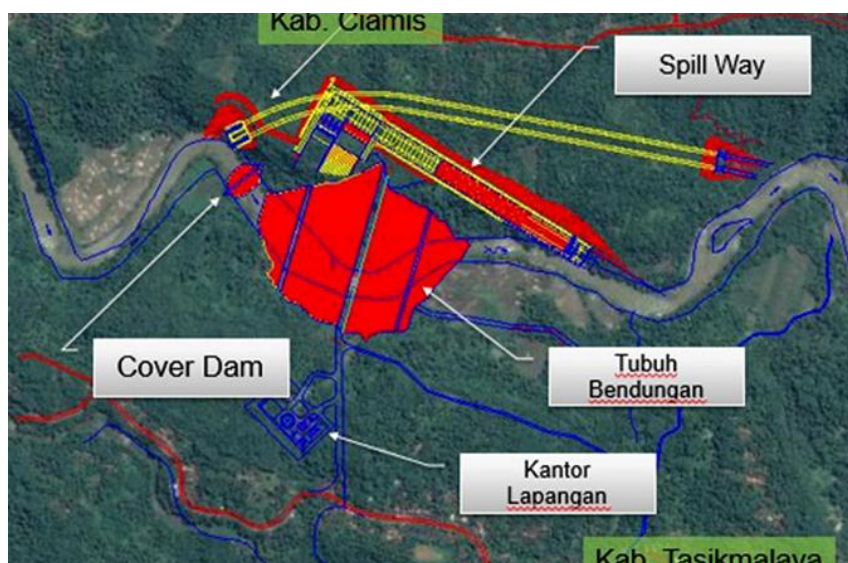 Kab. Ciamis
Spill Way
Cover Dam
Tubuh
Bendungan
Kantor
Lapangan
Kab. Tasikmalaya